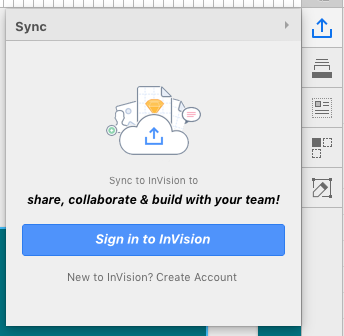 Sync
Sync to InVision to
share, collaborate & build with your team!
Sign in to InVision
New to InVision? Create Account